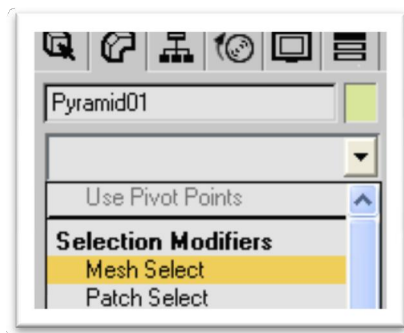 Pyramid01
Use Pivot Points
Selection Modifiers
Mesh Select
Patch Select